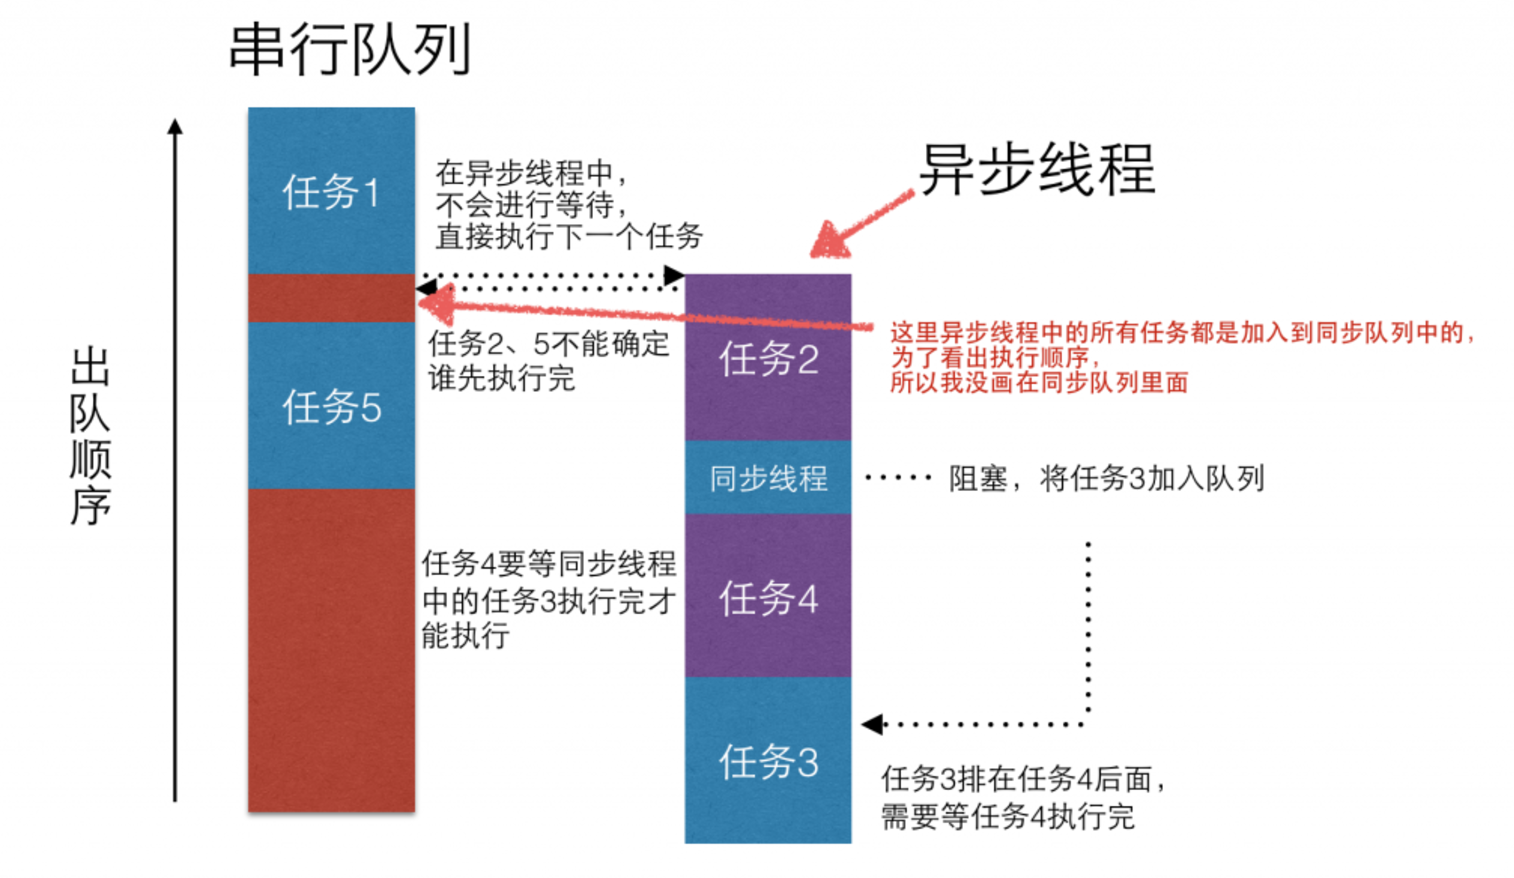 串行队列
出队顺序
任务1
在异步线程中，
不会进行等待，
直接执行下一个任务
异步线程
任务2、5不能确定
谁先执行完
任务2
这里异步线程中的所有任务都是加入到同步队列中的，
为了看出执行顺序，
所以我没画在同步队列里面
任务5
同步线程
阻塞，将任务3加入队列
任务4要等同步线程
中的任务3执行完才
能执行
任务4
任务3
任务3排在任务4后面，
需要等任务4执行完